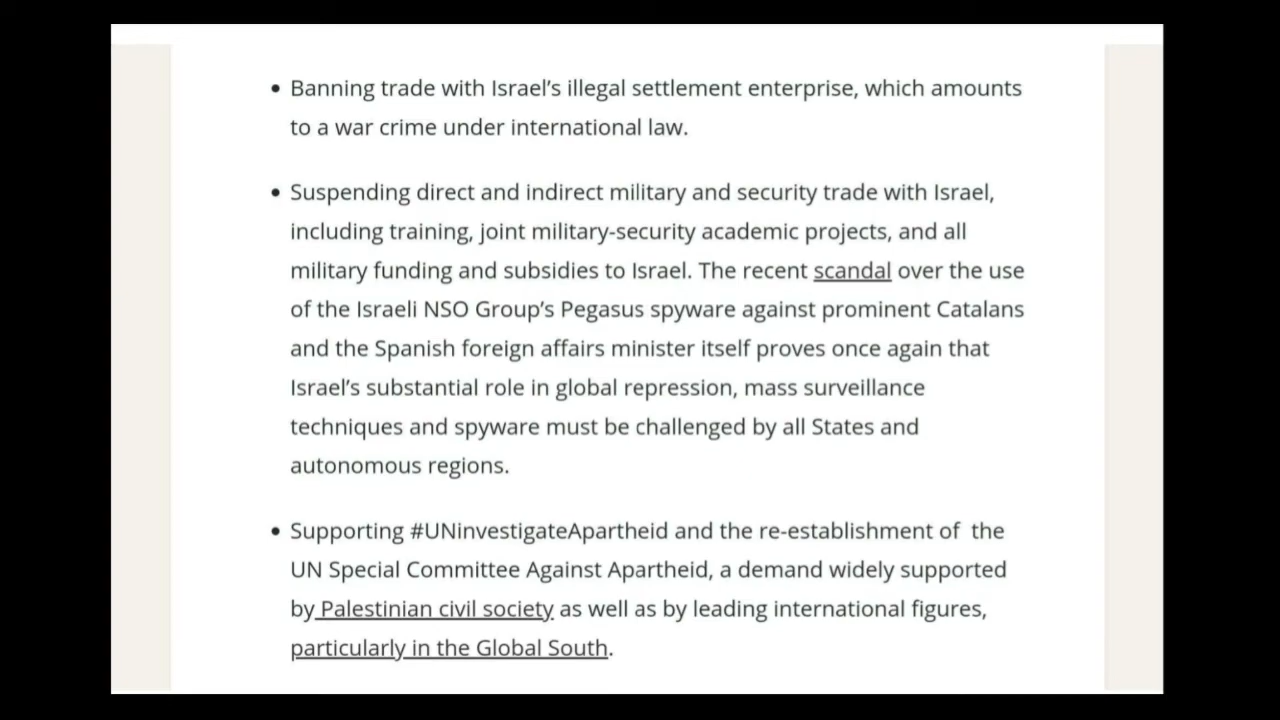 • Banning trade with Israel’s illegal settlement enterprise, which amounts
to a war crime under international law.
• Suspending direct and indirect military and security trade with Israel,
including training, joint military-security academic projects, and all
military funding and subsidies to Israel. The recent scandal over the use
of the Israeli NSO Group’s Pegasus spyware against prominent Catalans
and the Spanish foreign affairs minister itself proves once again that
Israel’s substantial role in global repression, mass surveillance
techniques and spyware must be challenged by all States and
autonomous regions.
• Supporting #UNinvestigateApartheid and the re-establishment of  the
UN Special Committee Against Apartheid, a demand widely supported
by Palestinian civil society as well as by leading international figures,
particularly in the Global South.